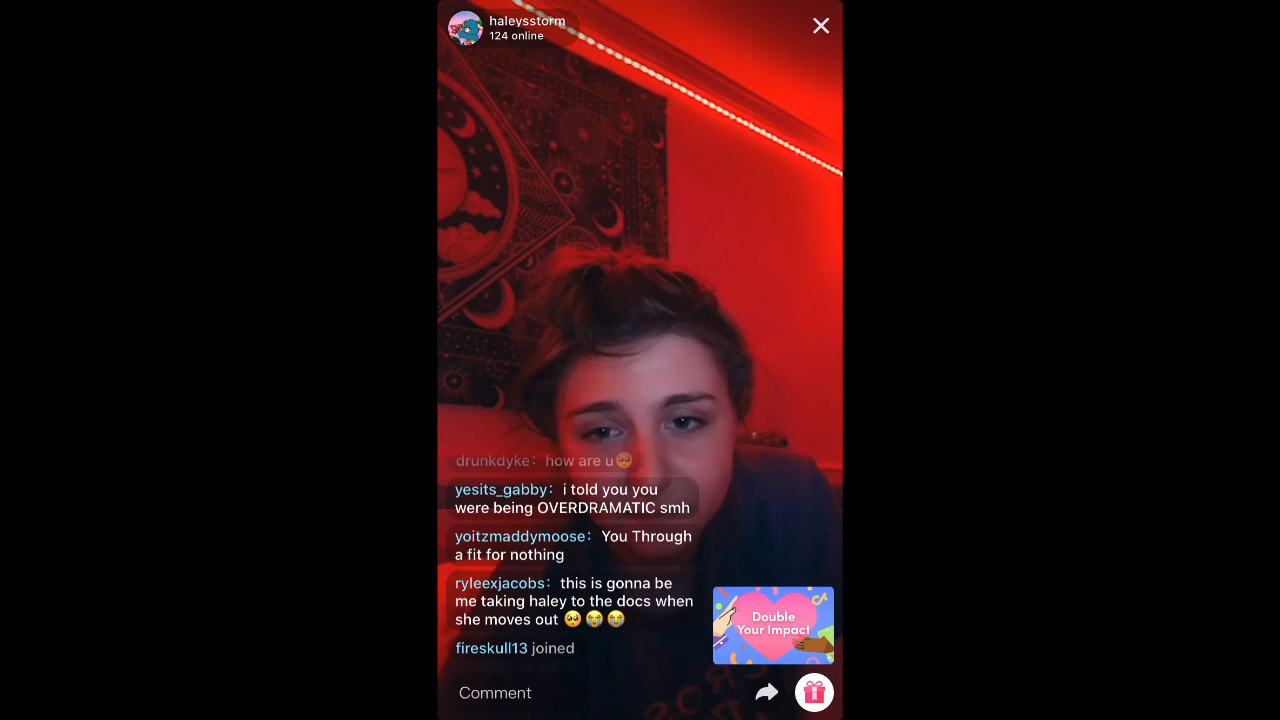 haleysstorm
124 online
drunkdyke: how are u🥺
yesits_gabby: i told you you
were being OVERDRAMATIC smh
yoitzmaddymoose: You Through
a fit for nothing
ryleexjacobs: this is gonna be
me taking haley to the docs when
she moves out 🥺😭😭
fireskull13 joined
Double
Your Impact
Comment